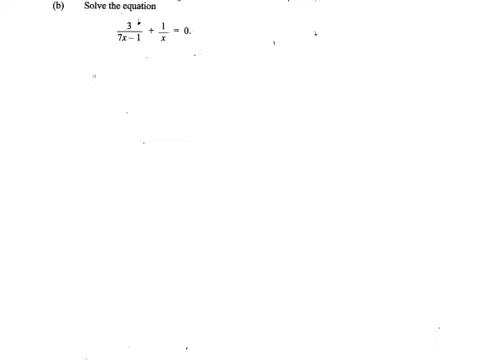 (b) Solve the equation
3/(7x − 1) + 1/x = 0.